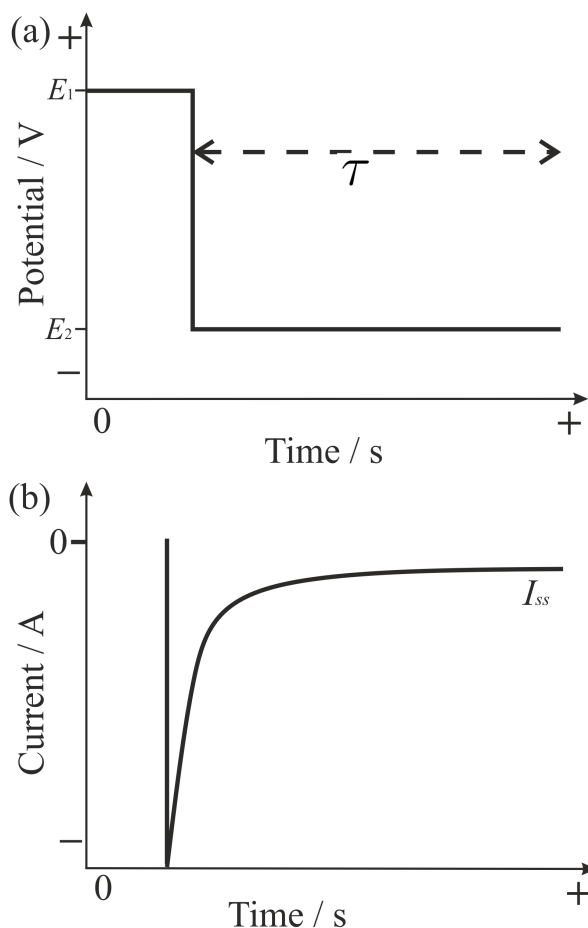 (a)
+
E1
τ
Potential / V
E2
−
0
+
Time / s
(b)
0
Iss
Current / A
−
0
+
Time / s